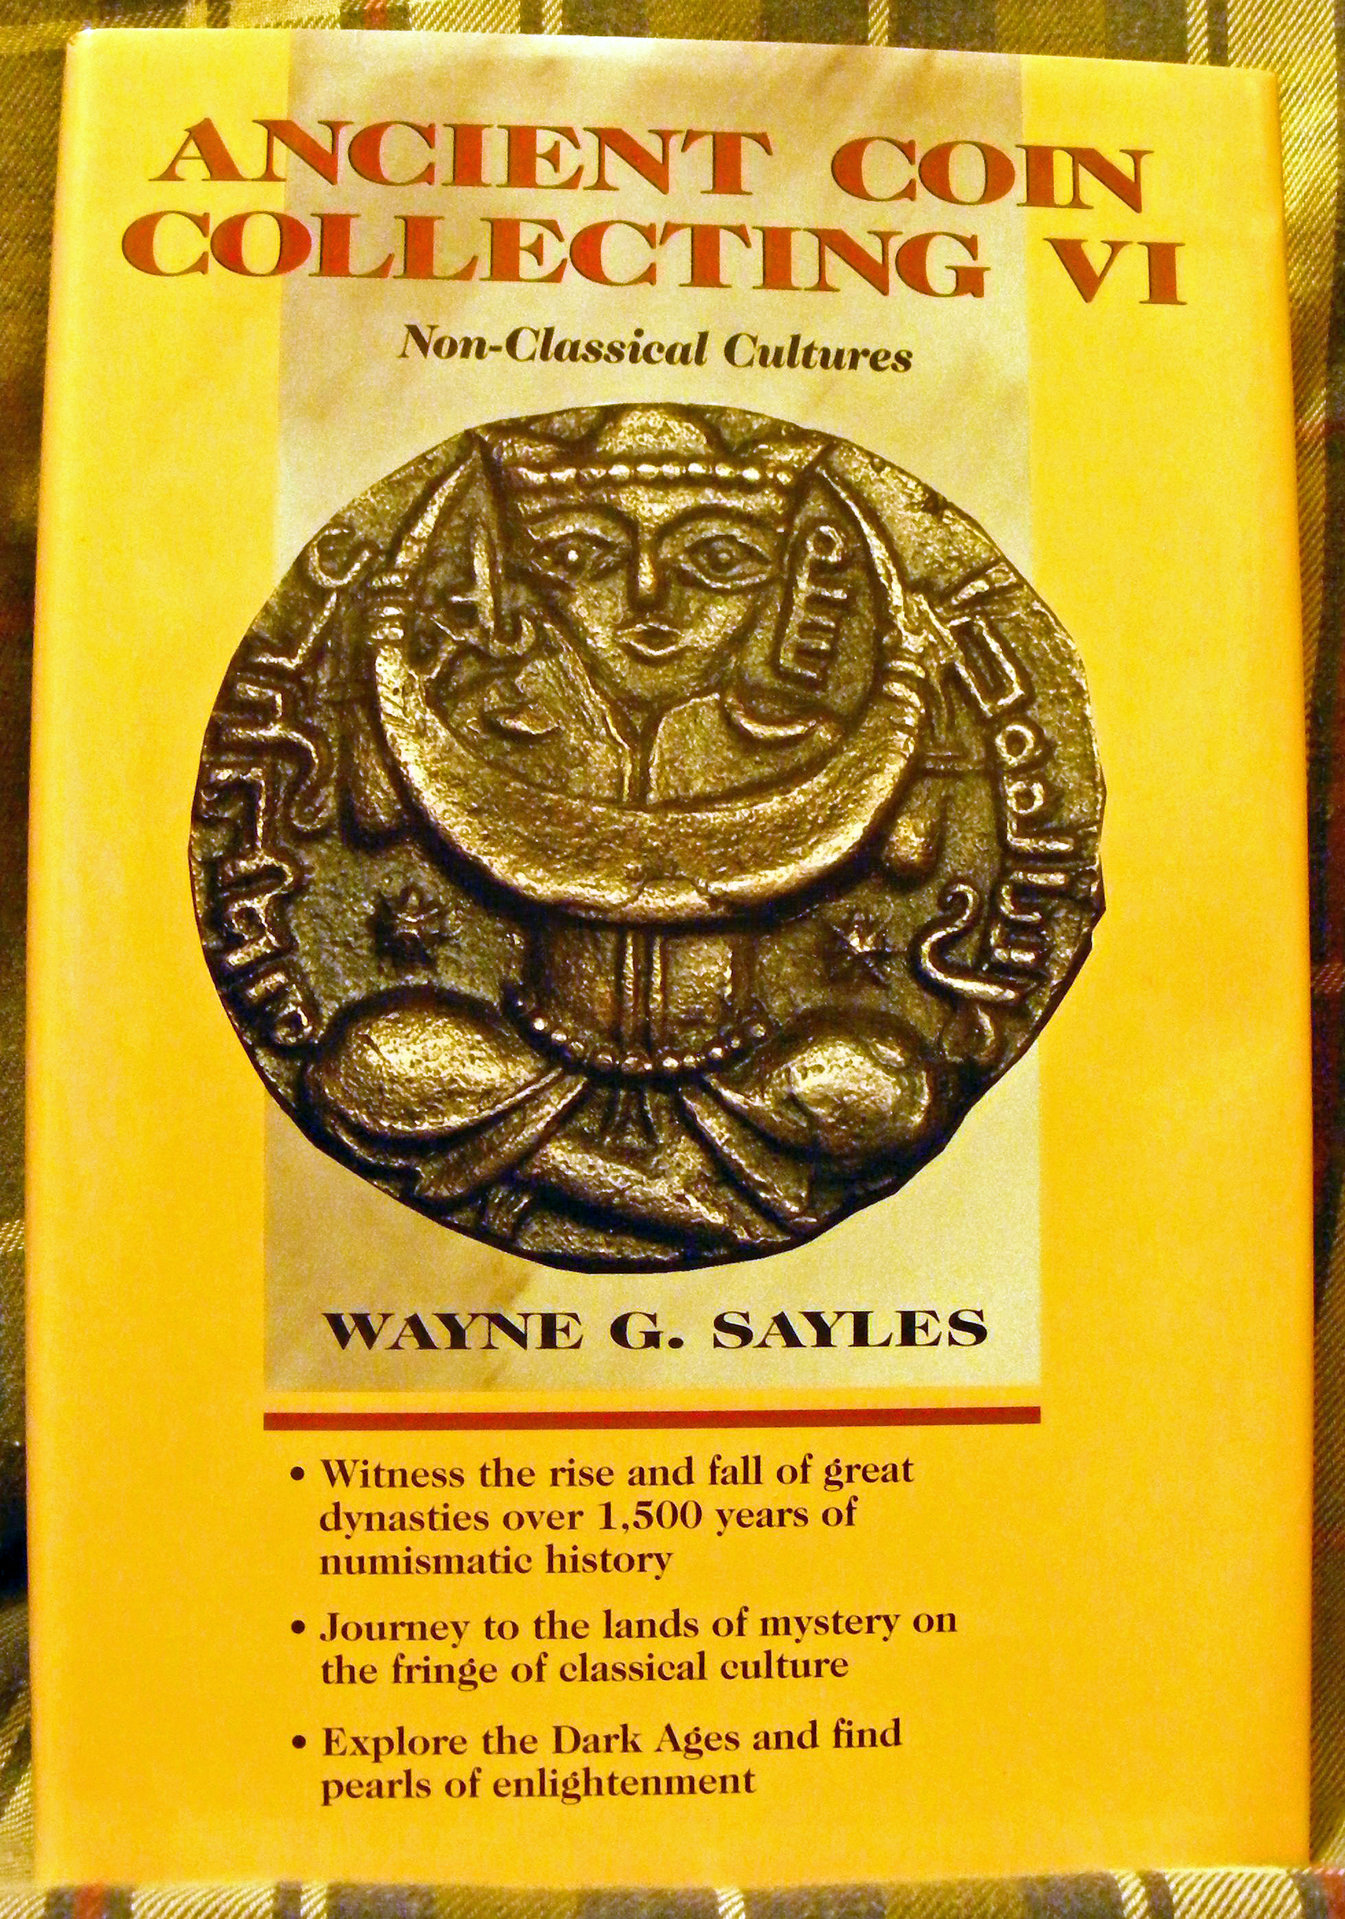 ANCIENT COIN
COLLECTING VI
Non-Classical Cultures
WAYNE G. SAYLES
• Witness the rise and fall of great
dynasties over 1,500 years of
numismatic history
• Journey to the lands of mystery on
the fringe of classical culture
• Explore the Dark Ages and find
pearls of enlightenment